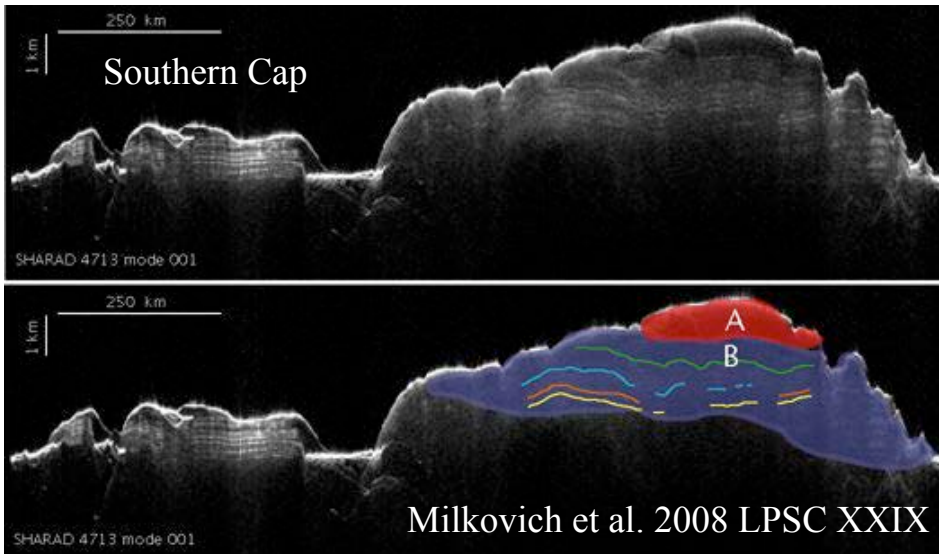 250 km
1 km
Southern Cap
SHARAD 4713 mode 001
250 km
1 km
A
B
Milkovich et al. 2008 LPSC XXIX
SHARAD 4713 mode 001